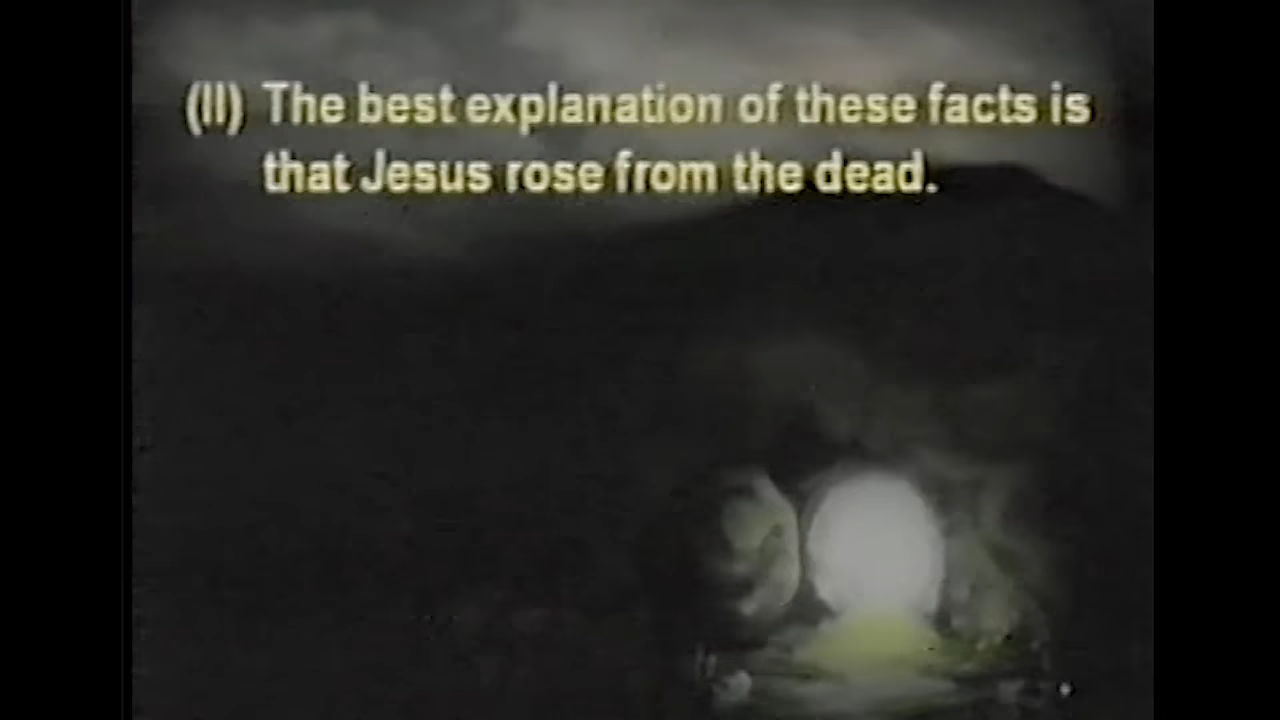 (II) The best explanation of these facts is
that Jesus rose from the dead.